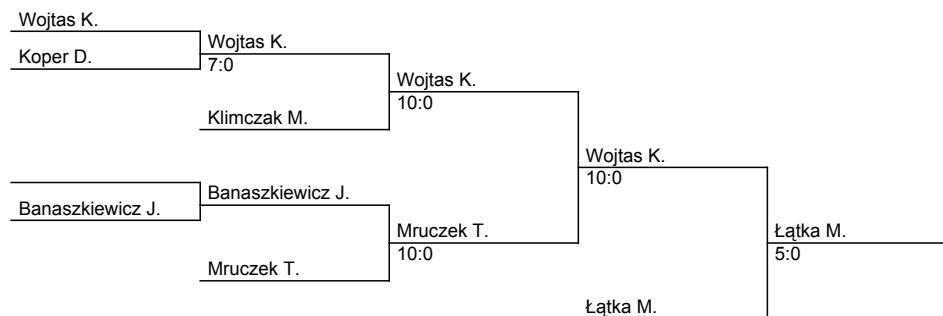 Wojtas K.
Koper D.
Wojtas K.
7:0
Klimczak M.
Wojtas K.
10:0
Banaszkiewicz J.
Banaszkiewicz J.
Mruczek T.
Mruczek T.
10:0
Wojtas K.
10:0
Łątka M.
Łątka M.
5:0